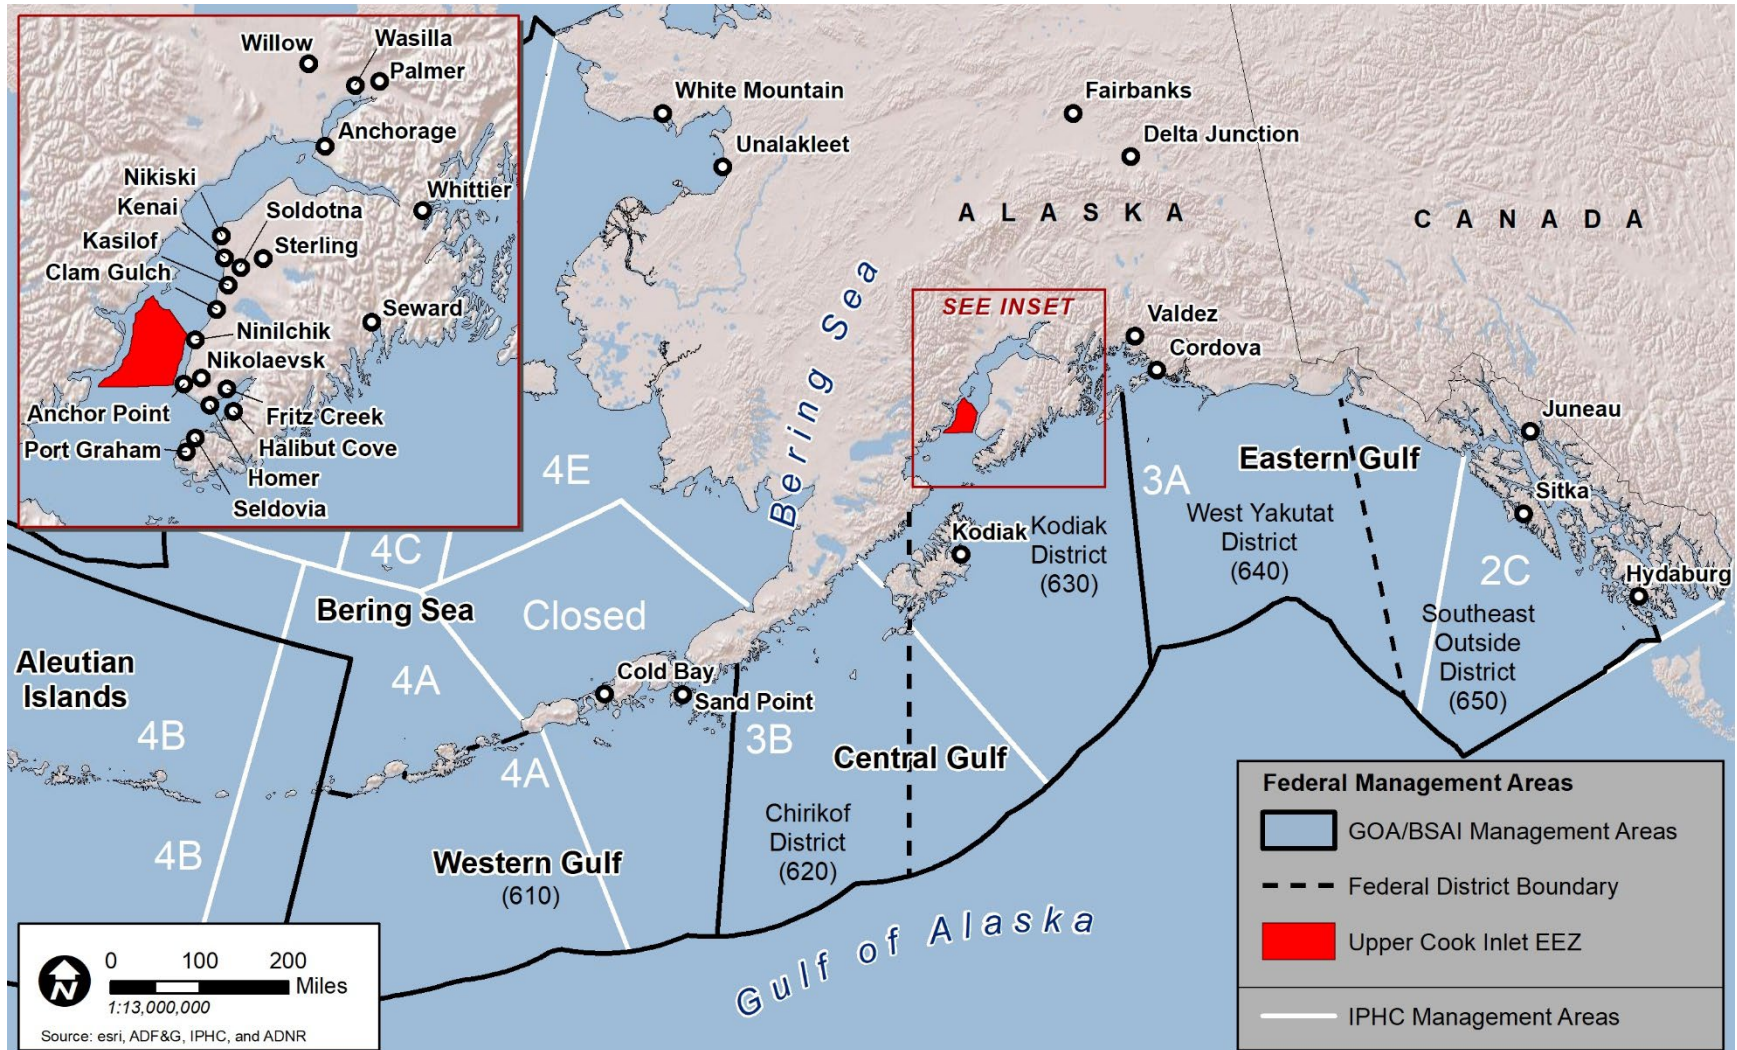 Willow
Wasilla
Palmer
Anchorage
Nikiski
Kenai
Soldotna
Whittier
Kasilof
Sterling
Clam Gulch
Seward
Ninilchik
Nikolaevsk
Anchor Point
Fritz Creek
Port Graham
Halibut Cove
Homer
Seldovia
White Mountain
Unalakleet
Fairbanks
Delta Junction
ALASKA
CANADA
Bering Sea
SEE INSET
Valdez
Cordova
Juneau
Sitka
Hydaburg
Kodiak
4E
4C
Closed
Bering Sea
4A
Aleutian
Islands
4B
4B
4A
Cold Bay
Sand Point
3B
Central Gulf
Chirikof
District
(620)
Western Gulf
(610)
Kodiak
District
(630)
3A
Eastern Gulf
West Yakutat
District
(640)
2C
Southeast
Outside
District
(650)
Gulf of Alaska
N
0 100 200
Miles
1:13,000,000
Source: esri, ADF&G, IPHC, and ADNR
Federal Management Areas
GOA/BSAI Management Areas
Federal District Boundary
Upper Cook Inlet EEZ
IPHC Management Areas